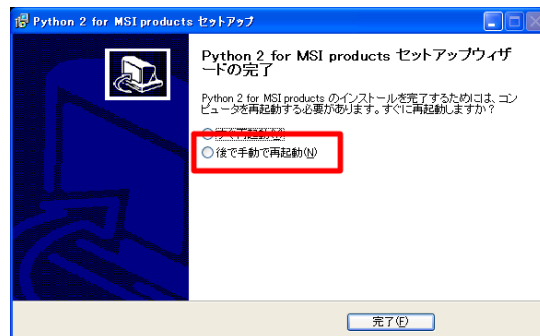 Python 2 for MSI products セットアップ
Python 2 for MSI products セットアップウィザ
ードの完了
Python 2 for MSI products のインストールを完了するためには、コン
ピュータを再起動する必要があります。すぐに再起動しますか？
後で手動で再起動(N)
完了(F)